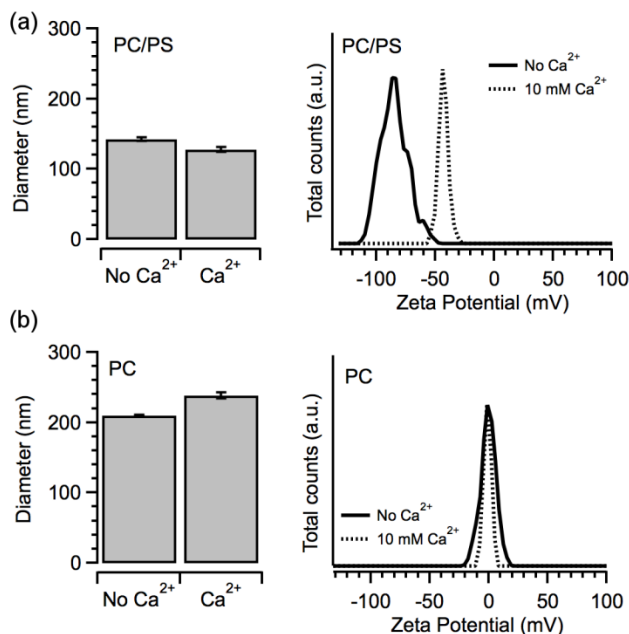 (a)
300
200
100
0
Diameter (nm)
PC/PS
No Ca²⁺
Ca²⁺
PC/PS
No Ca²⁺
10 mM Ca²⁺
Total counts (a.u.)
-100 -50 0 50 100
Zeta Potential (mV)
(b)
300
200
100
0
Diameter (nm)
PC
No Ca²⁺
Ca²⁺
PC
No Ca²⁺
10 mM Ca²⁺
Total counts (a.u.)
-100 -50 0 50 100
Zeta Potential (mV)